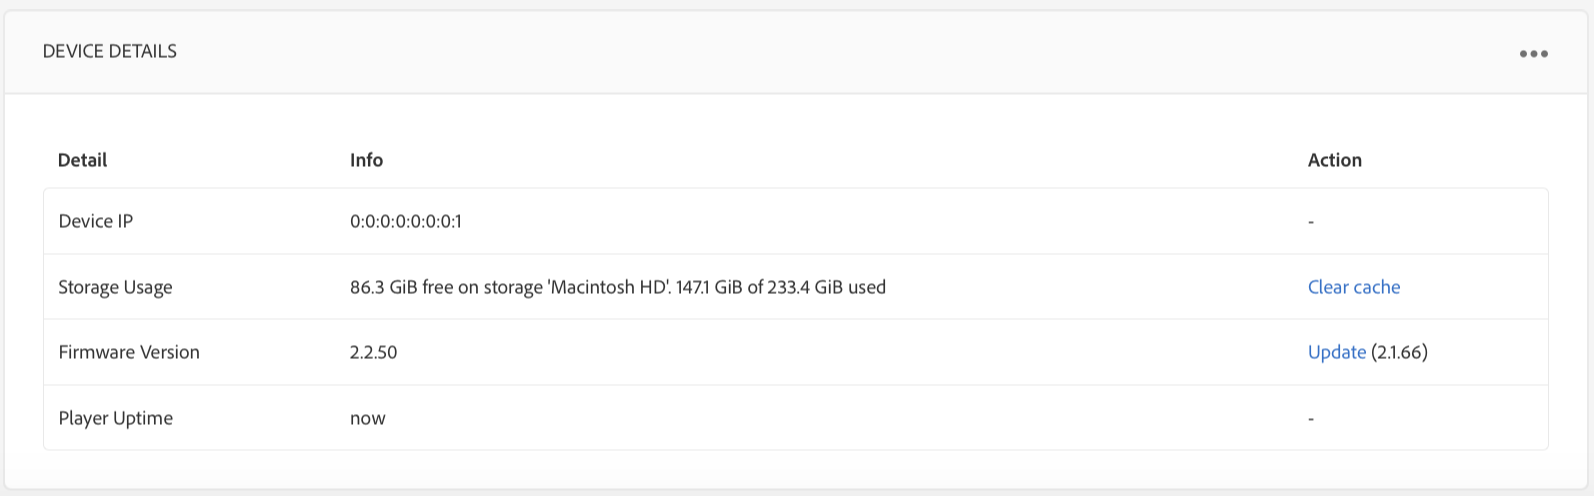 DEVICE DETAILS
Detail Info Action
Device IP 0:0:0:0:0:0:0:1 -
Storage Usage 86.3 GiB free on storage 'Macintosh HD'. 147.1 GiB of 233.4 GiB used Clear cache
Firmware Version 2.2.50 Update (2.1.66)
Player Uptime now -